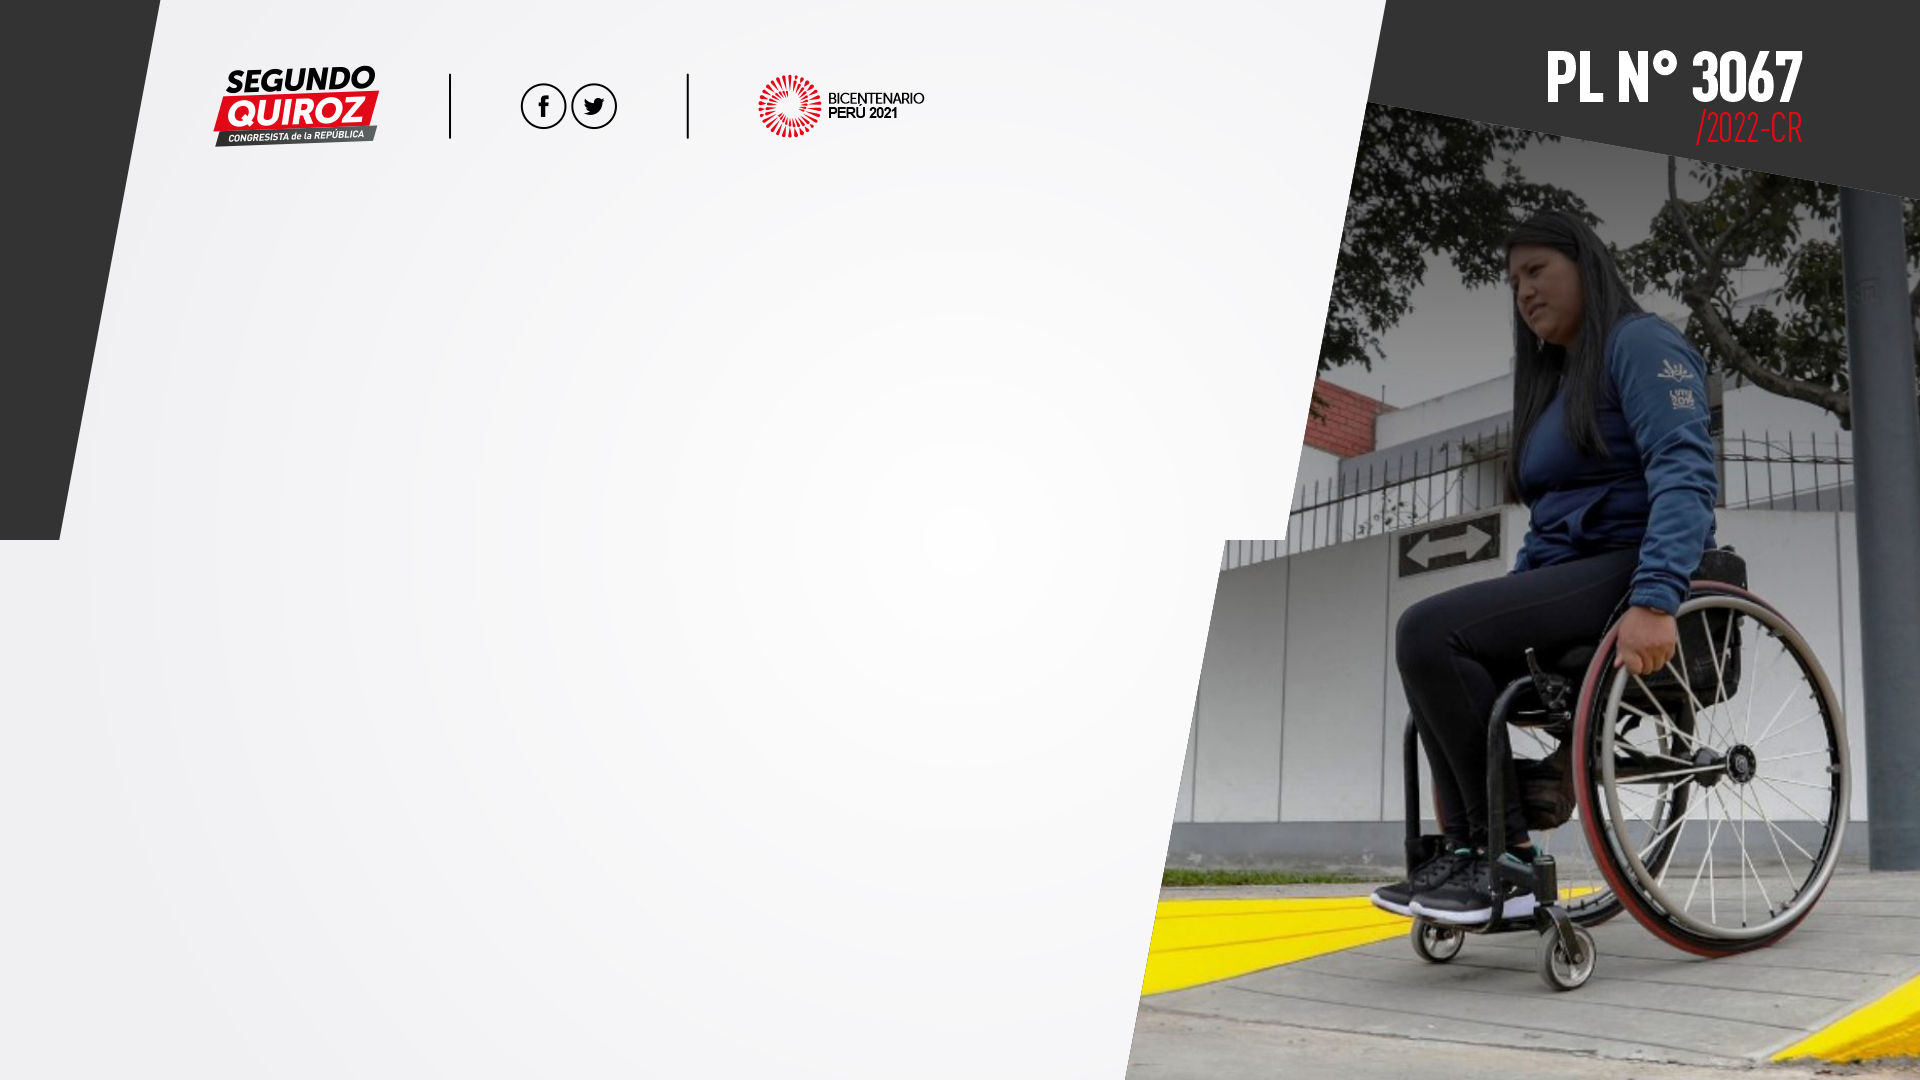 SEGUNDO
QUIROZ
CONGRESISTA de la REPÚBLICA
BICENTENARIO
PERÚ 2021
PL N° 3067
/2022-CR